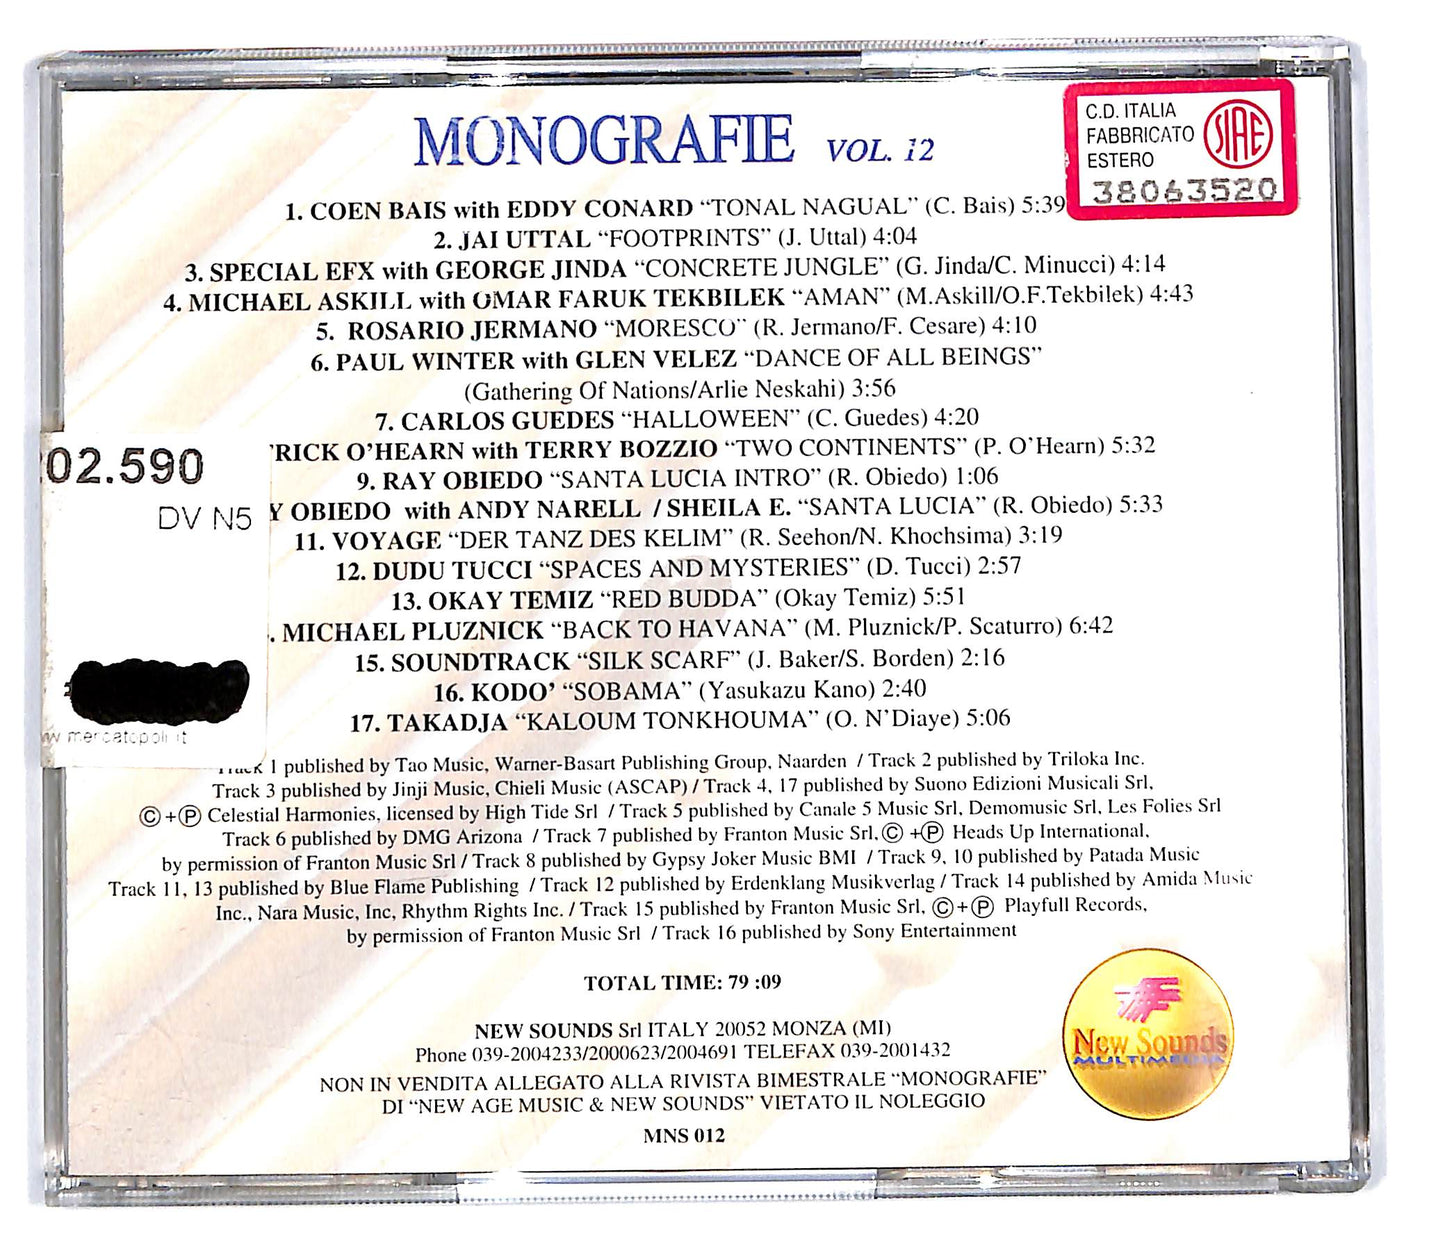 MONOGRAFIE VOL. 12
C.D. ITALIA
FABBRICATO
ESTERO
SIAE
38063520
1. COEN BAIS with EDDY CONARD “TONAL NAGUAL” (C. Bais) 5:39
2. JAI UTTAL “FOOTPRINTS” (J. Uttal) 4:04
3. SPECIAL EFX with GEORGE JINDA “CONCRETE JUNGLE” (G. Jinda/C. Minucci) 4:14
4. MICHAEL ASKILL with OMAR FARUK TEKBILEK “AMAN” (M.Askill/O.F.Tekbilek) 4:43
5. ROSARIO JERMANO “MORESCO” (R. Jermano/F. Cesare) 4:10
6. PAUL WINTER with GLEN VELEZ “DANCE OF ALL BEINGS”
(Gathering Of Nations/Arlie Neskahi) 3:56
7. CARLOS GUEDES “HALLOWEEN” (C. Guedes) 4:20
RICK O’HEARN with TERRY BOZZIO “TWO CONTINENTS” (P. O’Hearn) 5:32
9. RAY OBIEDO “SANTA LUCIA INTRO” (R. Obiedo) 1:06
Y OBIEDO with ANDY NARELL / SHEILA E. “SANTA LUCIA” (R. Obiedo) 5:33
11. VOYAGE “DER TANZ DES KELIM” (R. Seehon/N. Khochsima) 3:19
12. DUDU TUCCI “SPACES AND MYSTERIES” (D. Tucci) 2:57
13. OKAY TEMIZ “RED BUDDA” (Okay Temiz) 5:51
. MICHAEL PLUZNICK “BACK TO HAVANA” (M. Pluznick/P. Scaturro) 6:42
15. SOUNDTRACK “SILK SCARF” (J. Baker/S. Borden) 2:16
16. KODO’ “SOBAMA” (Yasukazu Kano) 2:40
17. TAKADJA “KALOUM TONKHOUMA” (O. N’Diaye) 5:06
02.590
DV N5
w mercatopoli it
Track 1 published by Tao Music, Warner-Basart Publishing Group, Naarden / Track 2 published by Triloka Inc.
Track 3 published by Jinji Music, Chieli Music (ASCAP) / Track 4, 17 published by Suono Edizioni Musicali Srl,
©+℗ Celestial Harmonies, licensed by High Tide Srl / Track 5 published by Canale 5 Music Srl, Demomusic Srl, Les Folies Srl
Track 6 published by DMG Arizona / Track 7 published by Franton Music Srl, © +℗ Heads Up International,
by permission of Franton Music Srl / Track 8 published by Gypsy Joker Music BMI / Track 9, 10 published by Patada Music
Track 11, 13 published by Blue Flame Publishing / Track 12 published by Erdenklang Musikverlag / Track 14 published by Amida Music
Inc., Nara Music, Inc, Rhythm Rights Inc. / Track 15 published by Franton Music Srl, ©+℗ Playfull Records,
by permission of Franton Music Srl / Track 16 published by Sony Entertainment
TOTAL TIME: 79 :09
NEW SOUNDS Srl ITALY 20052 MONZA (MI)
Phone 039-2004233/2000623/2004691 TELEFAX 039-2001432
NON IN VENDITA ALLEGATO ALLA RIVISTA BIMESTRALE “MONOGRAFIE”
DI “NEW AGE MUSIC & NEW SOUNDS” VIETATO IL NOLEGGIO
MNS 012
New Sounds
MULTIMEDIA